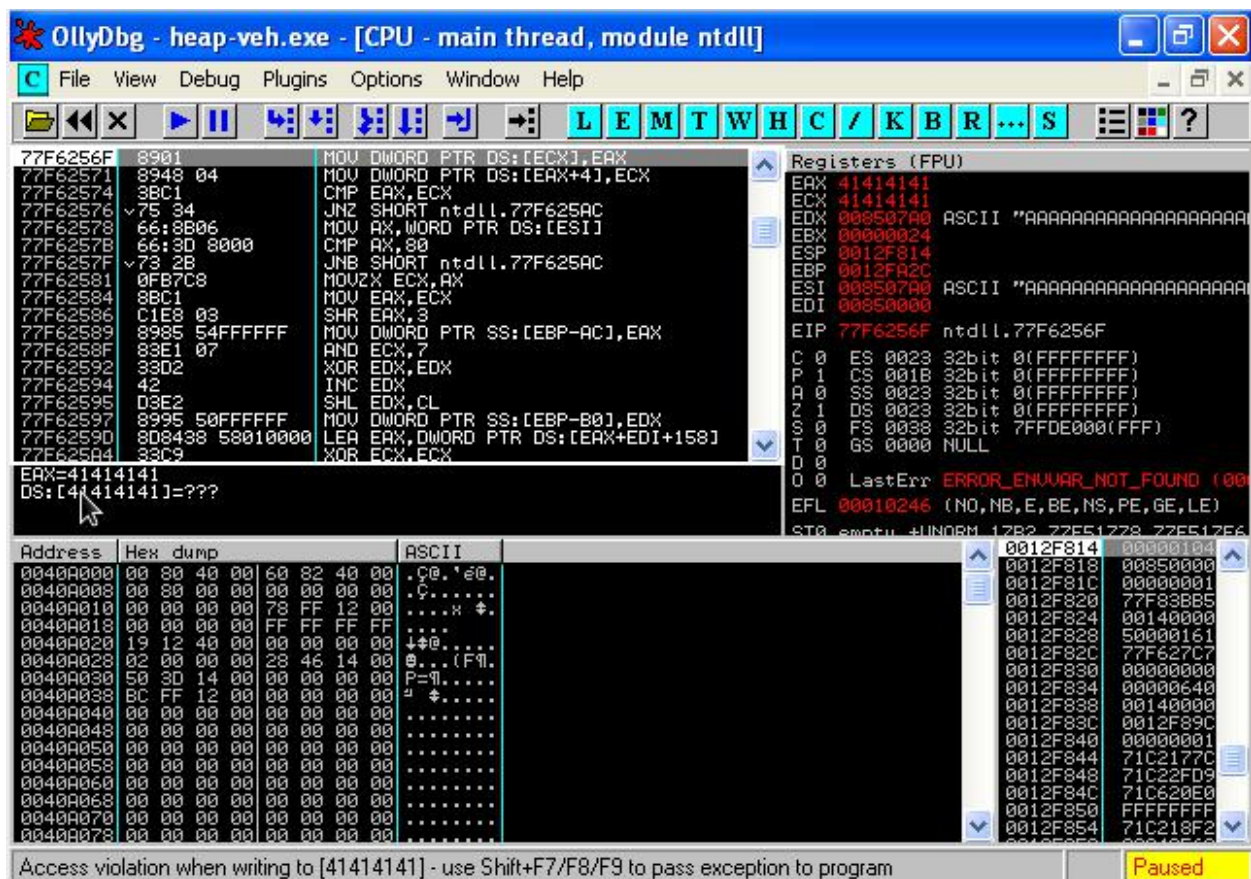 OllyDbg - heap-veh.exe - [CPU - main thread, module ntdll]
C File View Debug Plugins Options Window Help
L E M T W H C / K B R ... S ?
77F6256F 8901 MOV DWORD PTR DS:[ECX],EAX
77F62571 8948 04 MOV DWORD PTR DS:[EAX+4],ECX
77F62574 3BC1 CMP EAX,ECX
77F62576 75 34 JNZ SHORT ntdll.77F625AC
77F62578 66:8B06 MOV AX,WORD PTR DS:[ESI]
77F6257B 66:3D 8000 CMP AX,80
77F6257F 73 2B JNB SHORT ntdll.77F625AC
77F62581 0FB7C8 MOVZX ECX,AX
77F62584 8BC1 MOV EAX,ECX
77F62586 C1E8 03 SHR EAX,3
77F62589 8985 54FFFFFF MOV DWORD PTR SS:[EBP-AC],EAX
77F6258F 83E1 07 AND ECX,7
77F62592 33D2 XOR EDX,EDX
77F62594 42 INC EDX
77F62595 D3E2 SHL EDX,CL
77F62597 8995 50FFFFFF MOV DWORD PTR SS:[EBP-B0],EDX
77F6259D 8D8438 58010000 LEA EAX,DWORD PTR DS:[EAX+EDI+158]
77F625A4 33C9 XOR ECX,ECX
EAX=41414141
DS:[41414141]=???
Registers (FPU)
EAX 41414141
ECX 41414141
EDX 008507A0 ASCII "AAAAAAAAAAAAAAAAAAAA
EBX 00000024
ESP 0012F814
EBP 0012FA2C
ESI 008507A0 ASCII "AAAAAAAAAAAAAAAAAAAA
EDI 00850000
EIP 77F6256F ntdll.77F6256F
C 0 ES 0023 32bit 0(FFFFFFFF)
P 1 CS 001B 32bit 0(FFFFFFFF)
A 0 SS 0023 32bit 0(FFFFFFFF)
Z 1 DS 0023 32bit 0(FFFFFFFF)
S 0 FS 0038 32bit 7FFDE000(FFF)
T 0 GS 0000 NULL
D 0
O 0 LastErr ERROR_ENVVAR_NOT_FOUND (00
EFL 00010246 (NO,NB,E,BE,NS,PE,GE,LE)
ST0 empty +UNORM 17B2 77F51778 77F517E6
Address Hex dump ASCII
0040A000 00 80 40 00 60 82 40 00 .Ç@.'é@.
0040A008 00 80 00 00 00 00 00 00 .Ç......
0040A010 00 00 00 00 78 FF 12 00 ....x ↕.
0040A018 00 00 00 00 FF FF FF FF ....
0040A020 19 12 40 00 00 00 00 00 ↓↕@.....
0040A028 02 00 00 00 28 46 14 00 ☻...(F¶.
0040A030 50 3D 14 00 00 00 00 00 P=¶.....
0040A038 BC FF 12 00 00 00 00 00 ╝ ↕.....
0040A040 00 00 00 00 00 00 00 00 ........
0040A048 00 00 00 00 00 00 00 00 ........
0040A050 00 00 00 00 00 00 00 00 ........
0040A058 00 00 00 00 00 00 00 00 ........
0040A060 00 00 00 00 00 00 00 00 ........
0040A068 00 00 00 00 00 00 00 00 ........
0040A070 00 00 00 00 00 00 00 00 ........
0040A078 00 00 00 00 00 00 00 00 ........
0012F814 00000104
0012F818 00850000
0012F81C 00000001
0012F820 77F83BB5
0012F824 00140000
0012F828 50000161
0012F82C 77F627C7
0012F830 00000000
0012F834 00000640
0012F838 00140000
0012F83C 0012F89C
0012F840 00000001
0012F844 71C2177C
0012F848 71C22FD9
0012F84C 71C620E0
0012F850 FFFFFFFF
0012F854 71C218F2
Access violation when writing to [41414141] - use Shift+F7/F8/F9 to pass exception to program
Paused